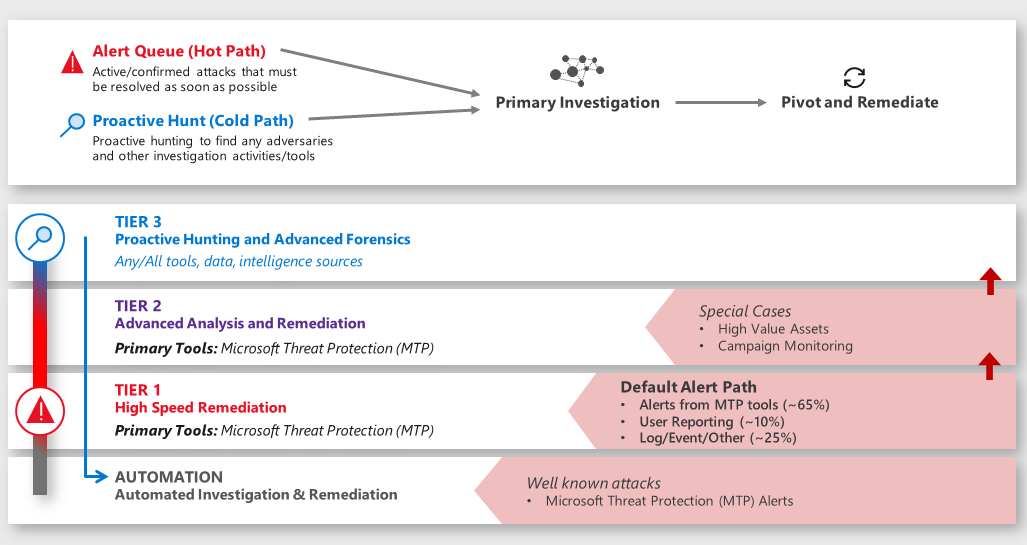 Alert Queue (Hot Path)
Active/confirmed attacks that must
be resolved as soon as possible
Proactive Hunt (Cold Path)
Proactive hunting to find any adversaries
and other investigation activities/tools
Primary Investigation
Pivot and Remediate
TIER 3
Proactive Hunting and Advanced Forensics
Any/All tools, data, intelligence sources
TIER 2
Advanced Analysis and Remediation
Primary Tools: Microsoft Threat Protection (MTP)
Special Cases
• High Value Assets
• Campaign Monitoring
TIER 1
High Speed Remediation
Primary Tools: Microsoft Threat Protection (MTP)
Default Alert Path
• Alerts from MTP tools (~65%)
• User Reporting (~10%)
• Log/Event/Other (~25%)
AUTOMATION
Automated Investigation & Remediation
Well known attacks
• Microsoft Threat Protection (MTP) Alerts